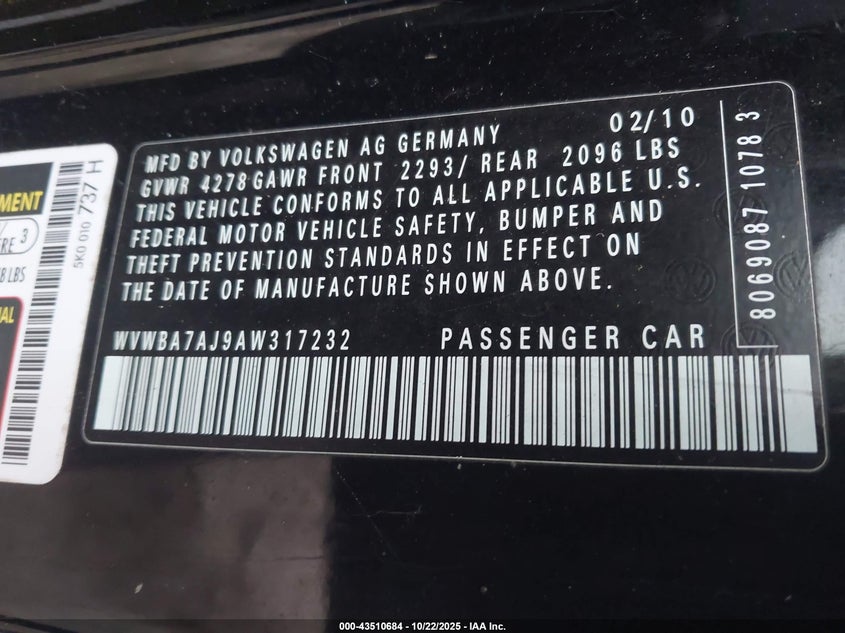 MFD BY VOLKSWAGEN AG GERMANY 02/10
GVWR 4278 GAWR FRONT 2293/ REAR 2096 LBS
THIS VEHICLE CONFORMS TO ALL APPLICABLE U.S.
FEDERAL MOTOR VEHICLE SAFETY, BUMPER AND
THEFT PREVENTION STANDARDS IN EFFECT ON
THE DATE OF MANUFACTURE SHOWN ABOVE.
WVWBA7AJ9AW317232 PASSENGER CAR
8069087 1078 3
5K0 010 737 H
3
LBS
000-43510684 - 10/22/2025 - IAA Inc.